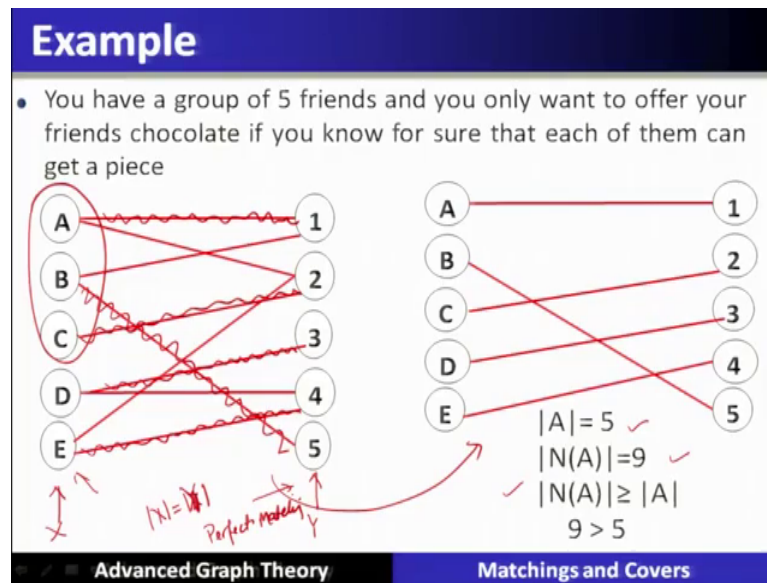 Example
• You have a group of 5 friends and you only want to offer your
friends chocolate if you know for sure that each of them can
get a piece
A 1 A 1
B 2 B 2
C 3 C 3
D 4 D 4
E 5 E 5
|A|= 5
|N(A)|=9
|N(A)|≥ |A|
9 > 5
X |X|=|Y| Perfect Y
Advanced Graph Theory Matchings and Covers